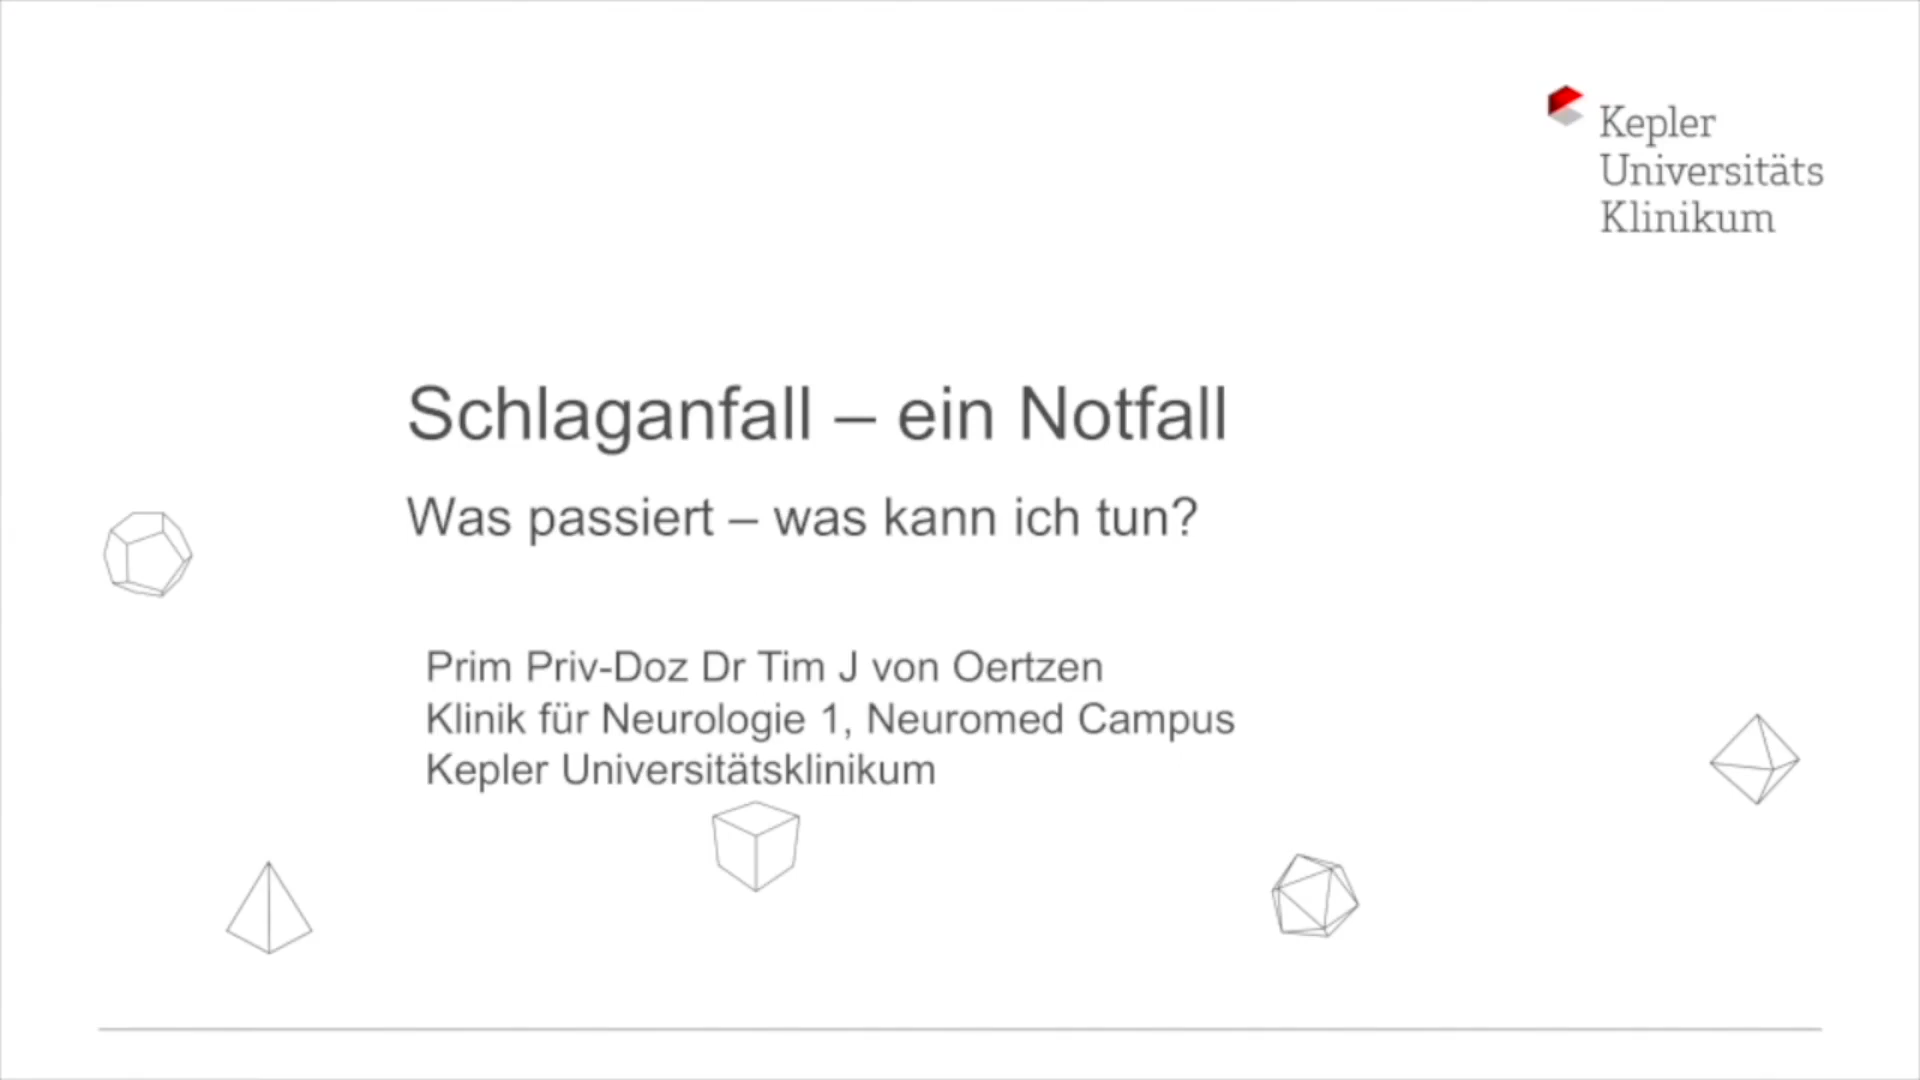 Kepler
Universitäts
Klinikum
Schlaganfall – ein Notfall
Was passiert – was kann ich tun?
Prim Priv-Doz Dr Tim J von Oertzen
Klinik für Neurologie 1, Neuromed Campus
Kepler Universitätsklinikum